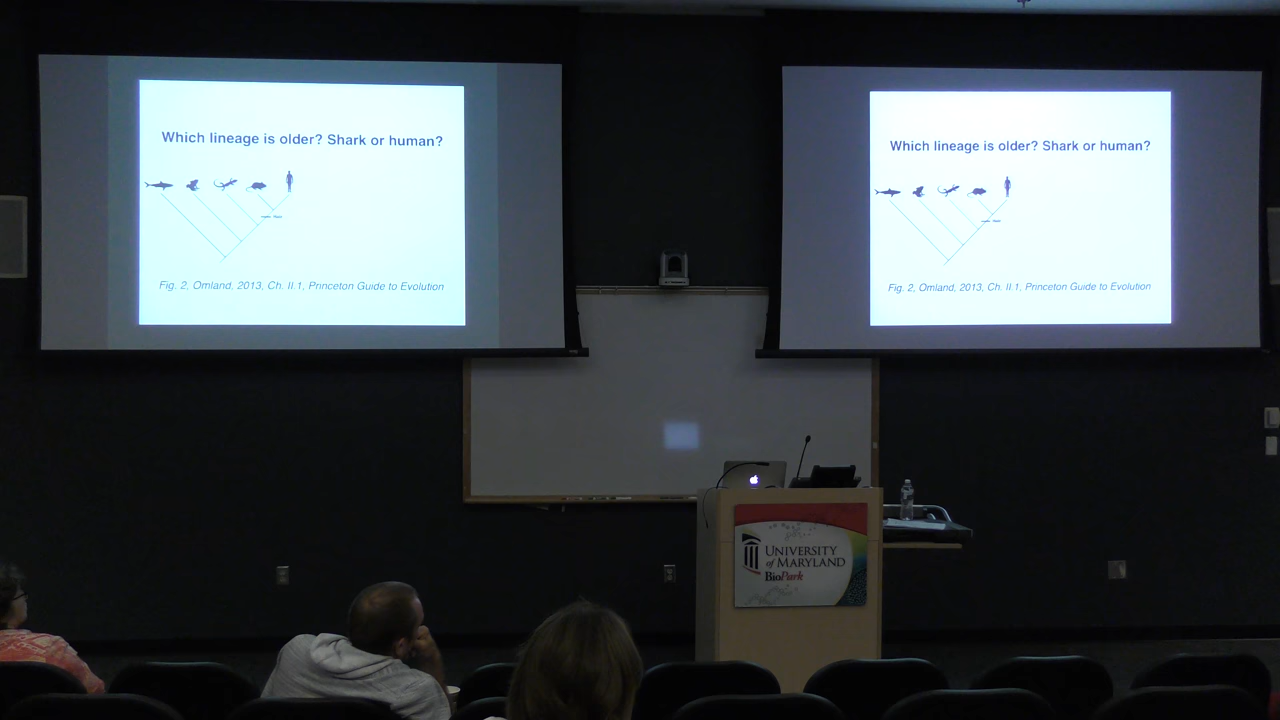 Which lineage is older? Shark or human?
Fig. 2, Omland, 2013, Ch. II.1, Princeton Guide to Evolution
Which lineage is older? Shark or human?
Fig. 2, Omland, 2013, Ch. II.1, Princeton Guide to Evolution
UNIVERSITY
of MARYLAND
BioPark